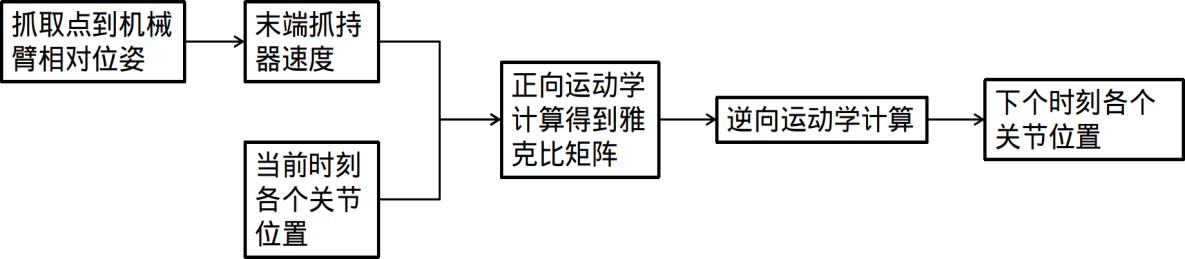 抓取点到机械
臂相对位姿
末端抓持
器速度
当前时刻
各个关节
位置
正向运动学
计算得到雅
克比矩阵
逆向运动学计算
下个时刻各个
关节位置